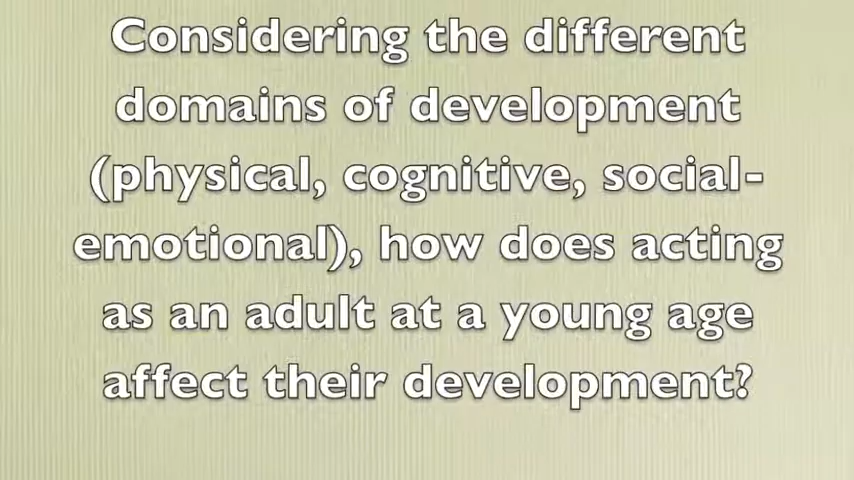 Considering the different
domains of development
(physical, cognitive, social-
emotional), how does acting
as an adult at a young age
affect their development?